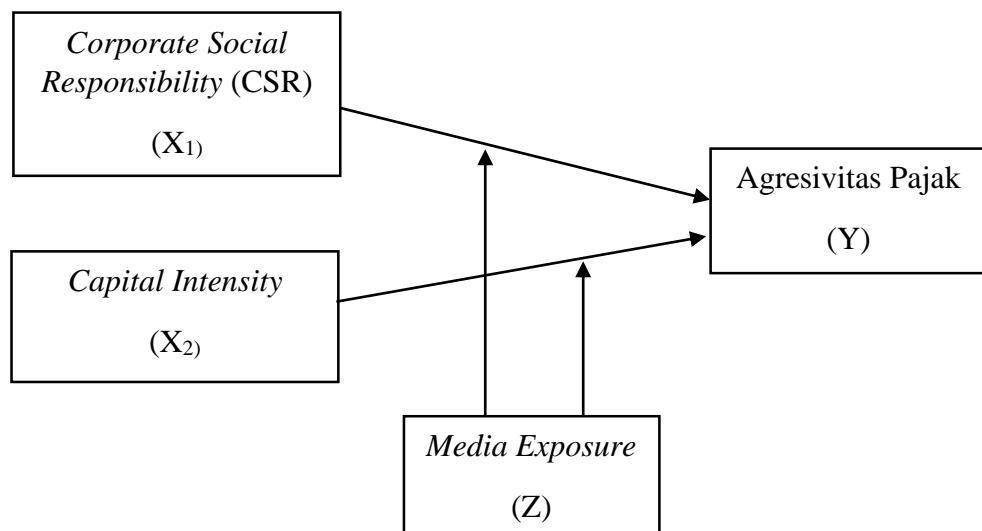 Corporate Social
Responsibility (CSR)
(X₁₎
Agresivitas Pajak
(Y)
Capital Intensity
(X₂₎
Media Exposure
(Z)